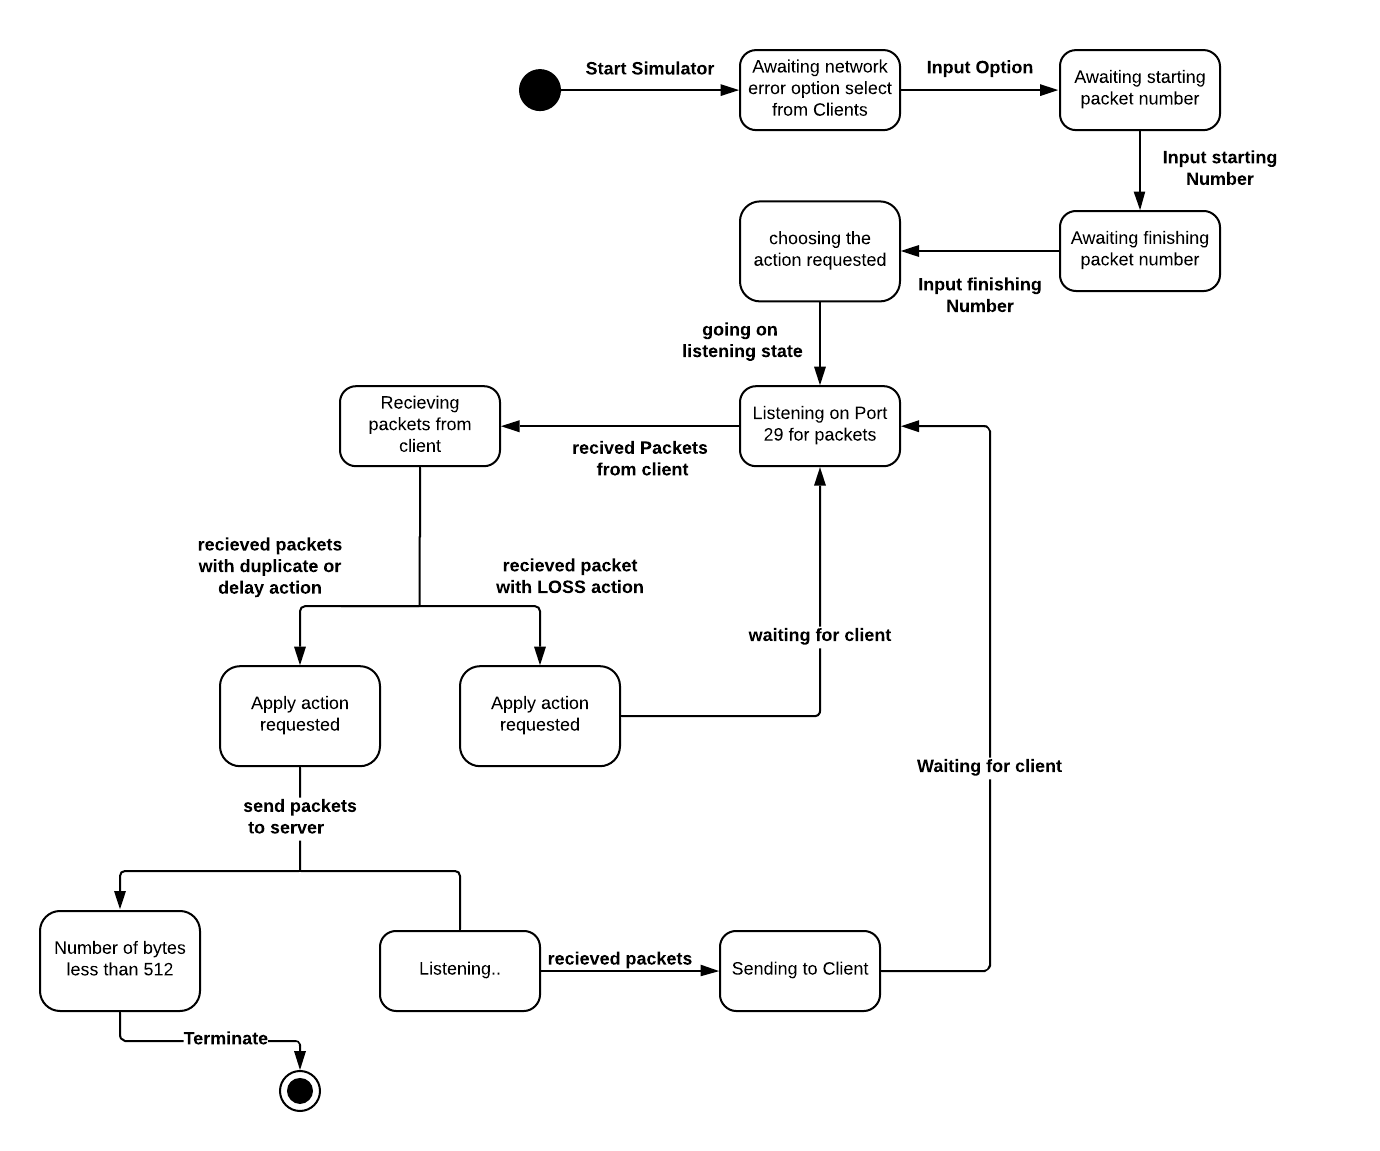 Start Simulator
Awaiting network
error option select
from Clients
Input Option
Awaiting starting
packet number
Input starting
Number
choosing the
action requested
Awaiting finishing
packet number
Input finishing
Number
going on
listening state
Recieving
packets from
client
Listening on Port
29 for packets
recived Packets
from client
recieved packets
with duplicate or
delay action
recieved packet
with LOSS action
waiting for client
Apply action
requested
Apply action
requested
Waiting for client
send packets
to server
Number of bytes
less than 512
Listening..
recieved packets
Sending to Client
Terminate